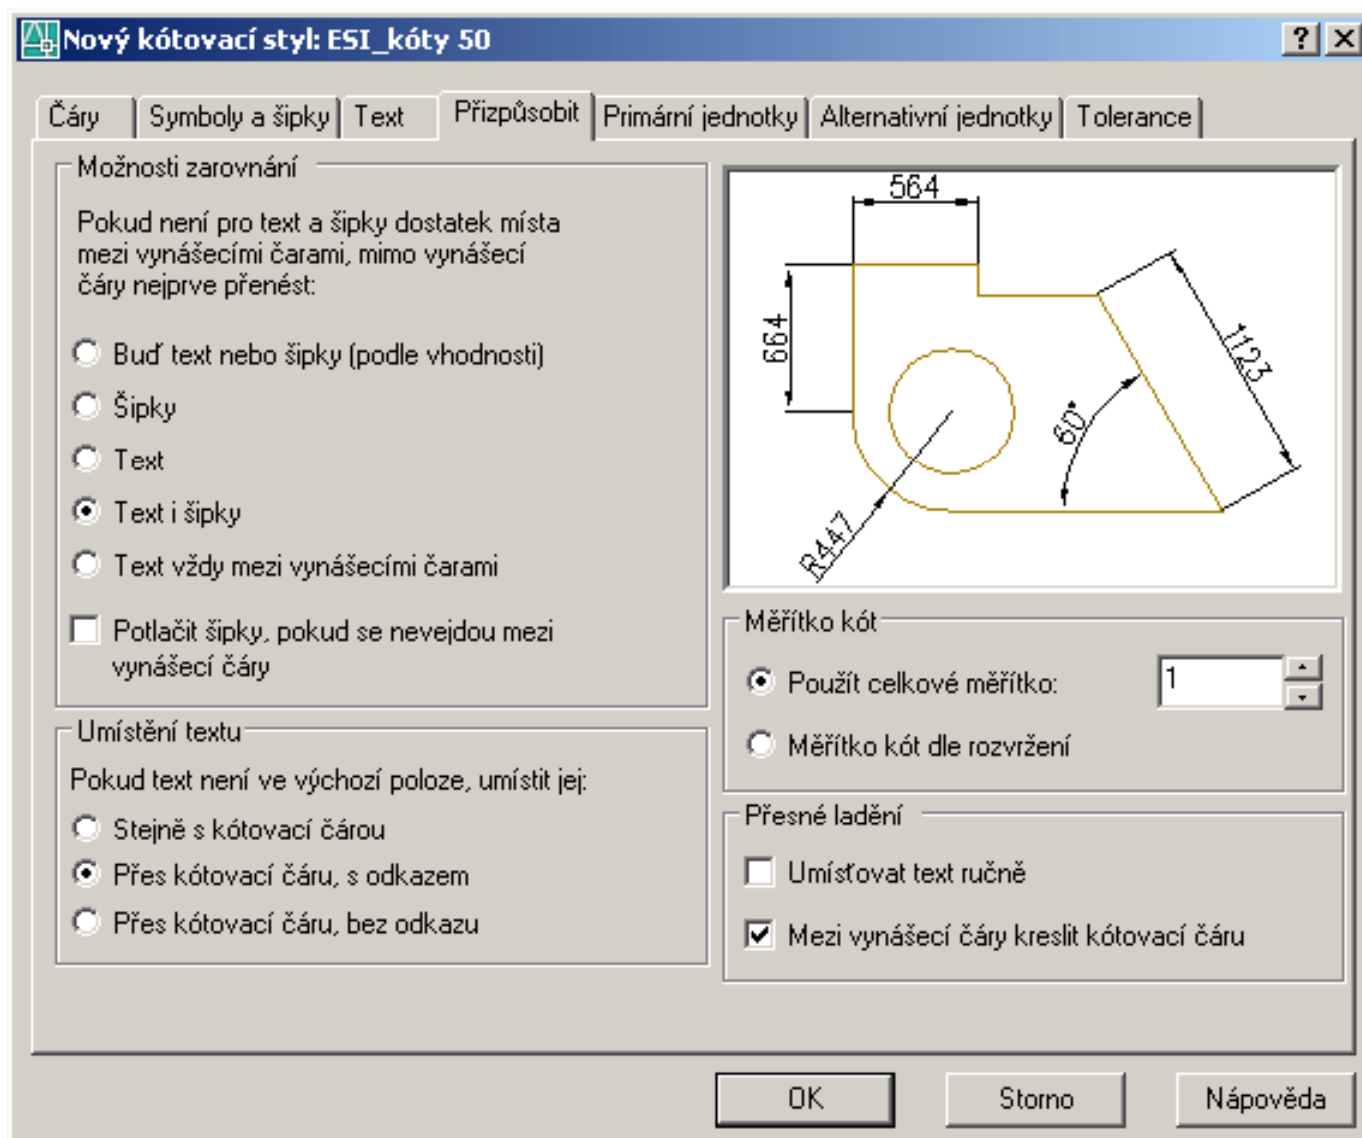 Nový kótovací styl: ESI_kóty 50
Čáry Symboly a šipky Text Přizpůsobit Primární jednotky Alternativní jednotky Tolerance
Možnosti zarovnání
Pokud není pro text a šipky dostatek místa
mezi vynášecími čarami, mimo vynášecí
čáry nejprve přenést:
Buď text nebo šipky (podle vhodnosti)
Šipky
Text
Text i šipky
Text vždy mezi vynášecími čarami
Potlačit šipky, pokud se nevejdou mezi
vynášecí čáry
Umístění textu
Pokud text není ve výchozí poloze, umístit jej:
Stejně s kótovací čárou
Přes kótovací čáru, s odkazem
Přes kótovací čáru, bez odkazu
564
664
1123
60°
R447
Měřítko kót
Použít celkové měřítko: 1
Měřítko kót dle rozvržení
Přesné ladění
Umísťovat text ručně
Mezi vynášecí čáry kreslit kótovací čáru
OK Storno Nápověda